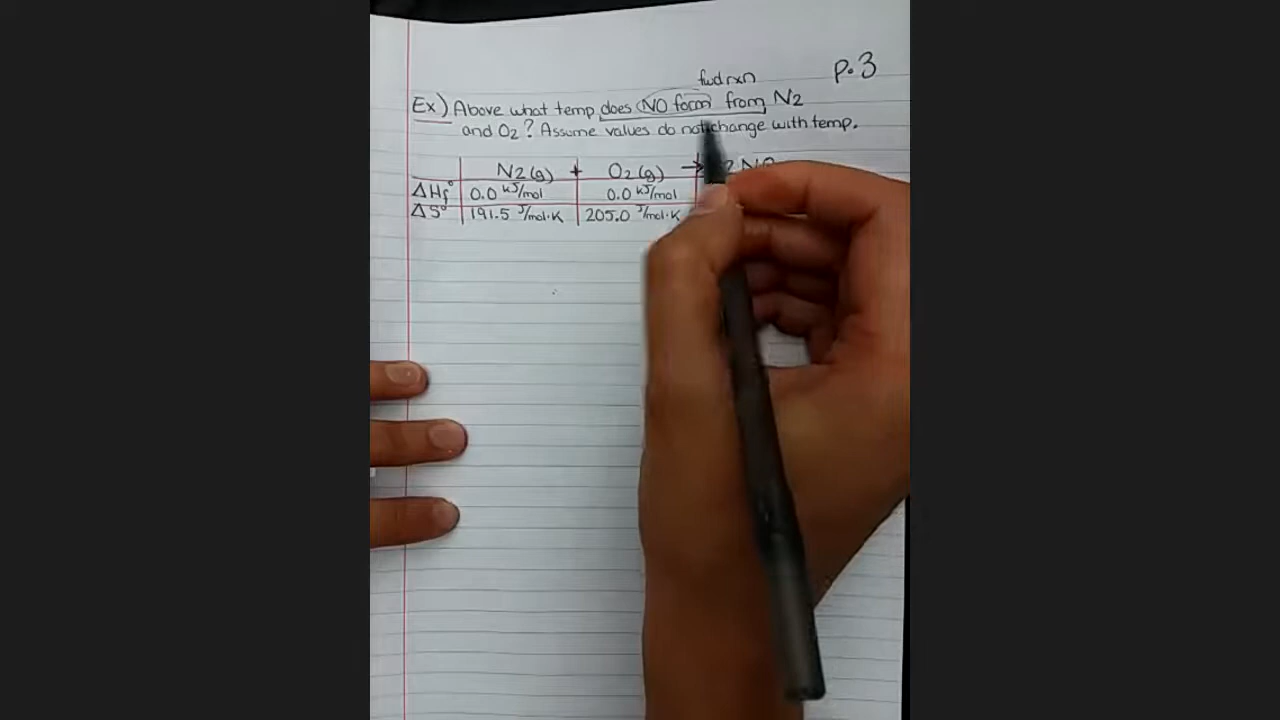 fwd rxn
p.3
Ex) Above what temp does NO form from N2
and O2? Assume values do not change with temp.
N2(g) + O2(g) → 2NO
ΔHf° 0.0 kJ/mol 0.0 kJ/mol
ΔS° 191.5 J/mol·K 205.0 J/mol·K